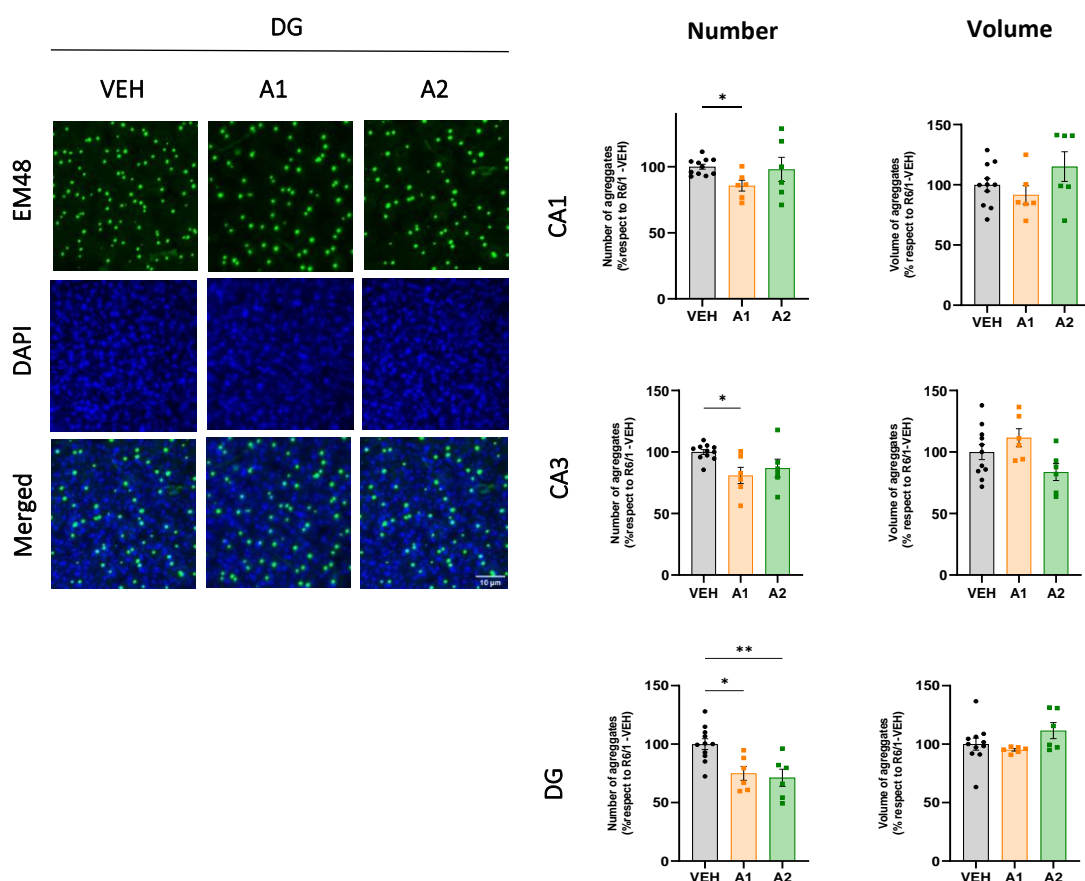 DG
VEH A1 A2
EM48
DAPI
Merged
10 µm
Number Volume
CA1
Number of agreggates
(%respect to R6/1 -VEH)
100
50
0
*
VEH A1 A2
Volume of agreggates
(% respect to R6/1-VEH)
150
100
50
0
VEH A1 A2
CA3
Number of agreggates
(%respect to R6/1 -VEH)
150
100
50
0
*
VEH A1 A2
Volume of agreggates
(% respect to R6/1-VEH)
150
100
50
0
VEH A1 A2
DG
Number of agreggates
(%respect to R6/1 -VEH)
150
100
50
0
**
*
VEH A1 A2
Volume of agreggates
(% respect to R6/1-VEH)
150
100
50
0
VEH A1 A2